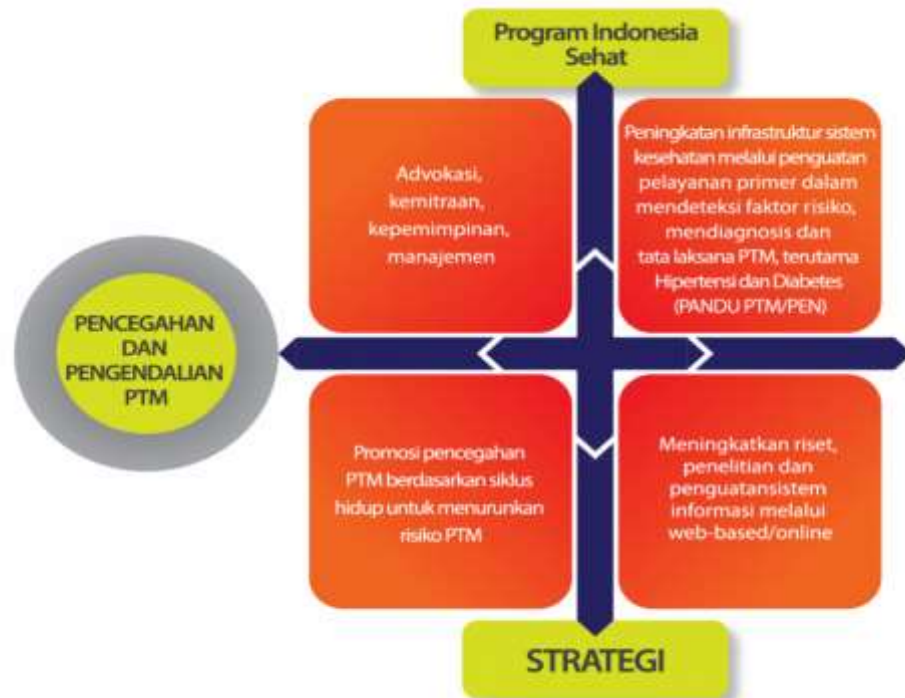 Program Indonesia
Sehat
Advokasi,
kemitraan,
kepemimpinan,
manajemen
Peningkatan infrastruktur sistem
kesehatan melalui penguatan
pelayanan primer dalam
mendeteksi faktor risiko,
mendiagnosis dan
tata laksana PTM, terutama
Hipertensi dan Diabetes
(PANDU PTM/PEN)
PENCEGAHAN
DAN
PENGENDALIAN
PTM
Promosi pencegahan
PTM berdasarkan siklus
hidup untuk menurunkan
risiko PTM
Meningkatkan riset,
penelitian dan
penguatansistem
informasi melalui
web-based/online
STRATEGI